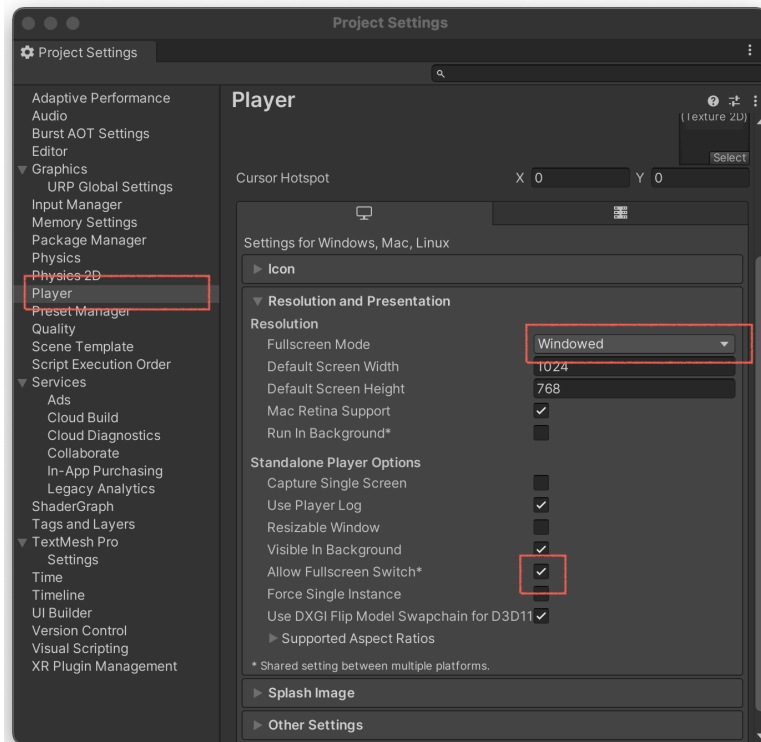 Project Settings
Project Settings
Adaptive Performance
Audio
Burst AOT Settings
Editor
Graphics
URP Global Settings
Input Manager
Memory Settings
Package Manager
Physics
Physics 2D
Player
Preset Manager
Quality
Scene Template
Script Execution Order
Services
Ads
Cloud Build
Cloud Diagnostics
Collaborate
In-App Purchasing
Legacy Analytics
ShaderGraph
Tags and Layers
TextMesh Pro
Settings
Time
Timeline
UI Builder
Version Control
Visual Scripting
XR Plugin Management
Player
(Texture 2D)
Select
Cursor Hotspot X 0 Y 0
Settings for Windows, Mac, Linux
Icon
Resolution and Presentation
Resolution
Fullscreen Mode Windowed
Default Screen Width 1024
Default Screen Height 768
Mac Retina Support
Run In Background*
Standalone Player Options
Capture Single Screen
Use Player Log
Resizable Window
Visible In Background
Allow Fullscreen Switch*
Force Single Instance
Use DXGI Flip Model Swapchain for D3D11
Supported Aspect Ratios
* Shared setting between multiple platforms.
Splash Image
Other Settings